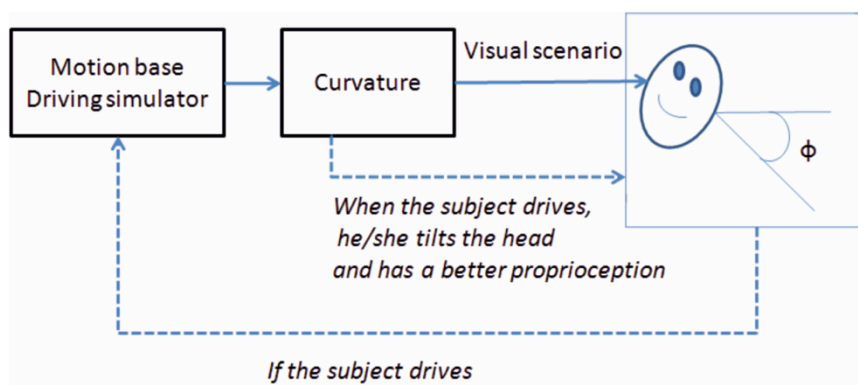 Motion base
Driving simulator
Curvature
Visual scenario
ϕ
When the subject drives,
he/she tilts the head
and has a better proprioception
If the subject drives